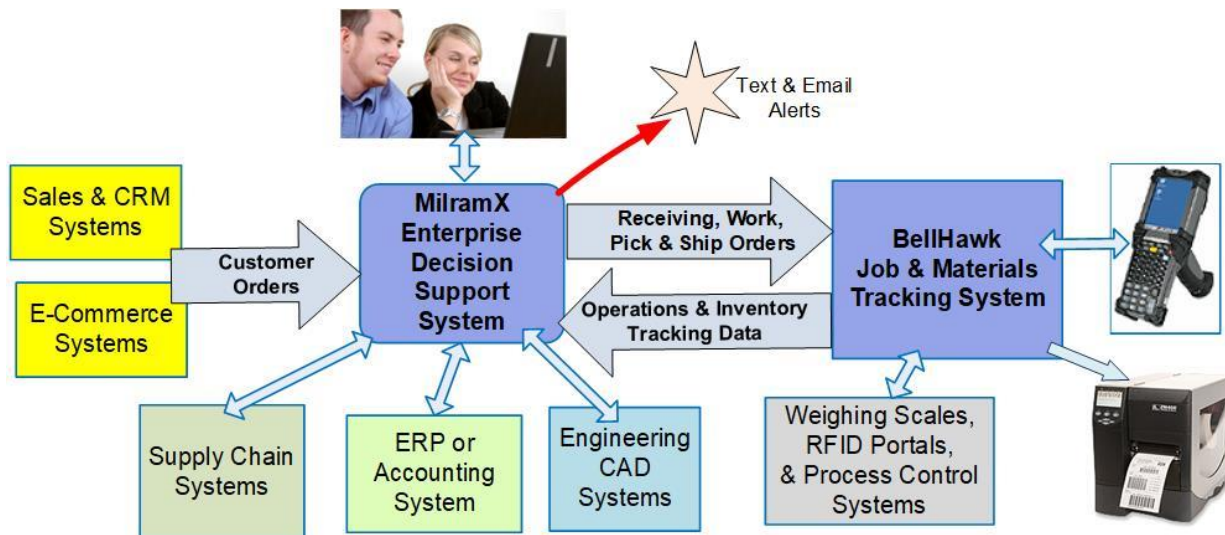 Text & Email
Alerts
Sales & CRM
Systems
E-Commerce
Systems
Customer
Orders
MilramX
Enterprise
Decision
Support
System
Receiving, Work,
Pick & Ship Orders
Operations & Inventory
Tracking Data
BellHawk
Job & Materials
Tracking System
Supply Chain
Systems
ERP or
Accounting
System
Engineering
CAD
Systems
Weighing Scales,
RFID Portals,
& Process Control
Systems